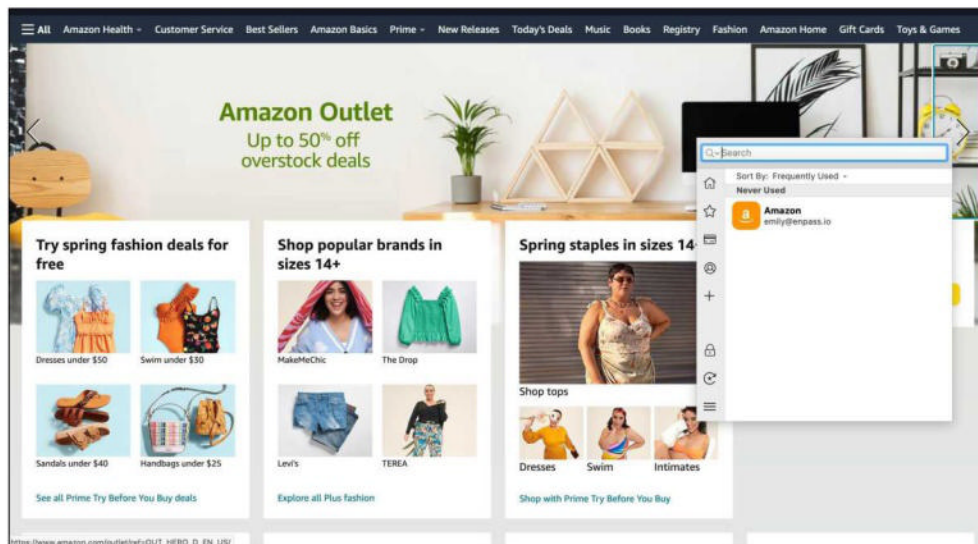 All Amazon Health Customer Service Best Sellers Amazon Basics Prime New Releases Today's Deals Music Books Registry Fashion Amazon Home Gift Cards Toys & Games
Amazon Outlet
Up to 50% off
overstock deals
Search
Sort By: Frequently Used
Never Used
a Amazon
emily@enpass.io
Try spring fashion deals for
free
Dresses under $50 Swim under $30
Sandals under $40 Handbags under $25
See all Prime Try Before You Buy deals
Shop popular brands in
sizes 14+
MakeMeChic The Drop
Levi's TEREA
Explore all Plus fashion
Spring staples in sizes 14
Shop tops
Dresses Swim Intimates
Shop with Prime Try Before You Buy